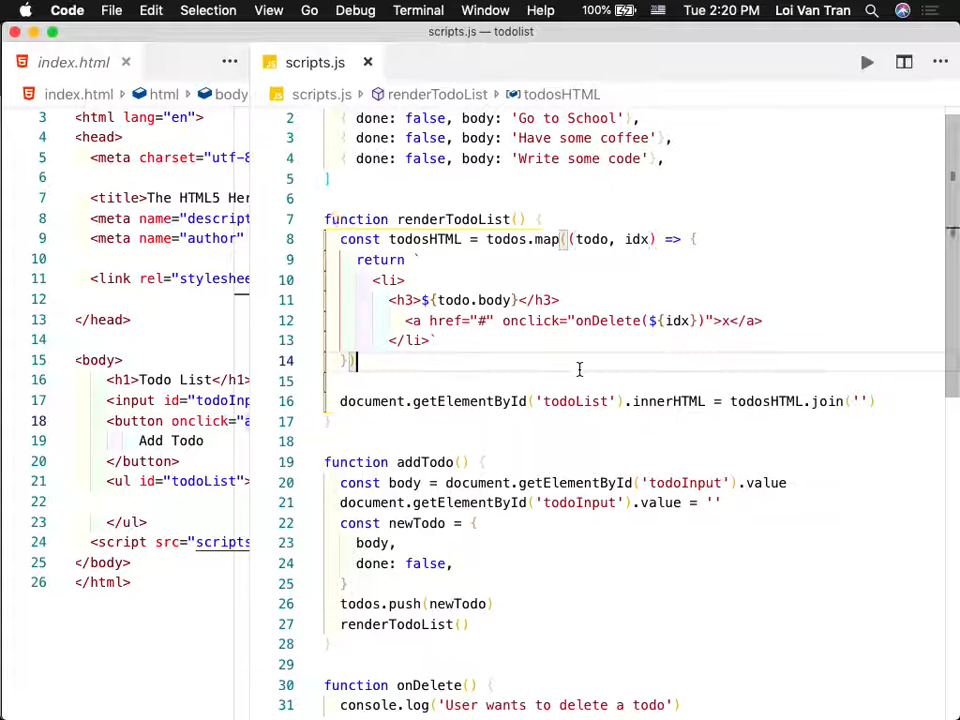 Code File Edit Selection View Go Debug Terminal Window Help 100% Tue 2:20 PM Loi Van Tran
scripts.js — todolist
index.html
3 <html lang="en">
4 <head>
5 <meta charset="utf-8
6
7 <title>The HTML5 Her
8 <meta name="descript
9 <meta name="author"
10
11 <link rel="stylesheet
12
13 </head>
14
15 <body>
16 <h1>Todo List</h1>
17 <input id="todoInp
18 <button onclick="a
19 Add Todo
20 </button>
21 <ul id="todoList">
22
23 </ul>
24 <script src="scripts
25 </body>
26 </html>
index.html html body
scripts.js
scripts.js renderTodoList todosHTML
2 { done: false, body: 'Go to School'},
3 { done: false, body: 'Have some coffee'},
4 { done: false, body: 'Write some code'},
5 ]
6
7 function renderTodoList() {
8 const todosHTML = todos.map((todo, idx) => {
9 return `
10 <li>
11 <h3>${todo.body}</h3>
12 <a href="#" onclick="onDelete(${idx})">x</a>
13 </li>`
14 })
15
16 document.getElementById('todoList').innerHTML = todosHTML.join('')
17 }
18
19 function addTodo() {
20 const body = document.getElementById('todoInput').value
21 document.getElementById('todoInput').value = ''
22 const newTodo = {
23 body,
24 done: false,
25 }
26 todos.push(newTodo)
27 renderTodoList()
28 }
29
30 function onDelete() {
31 console.log('User wants to delete a todo')